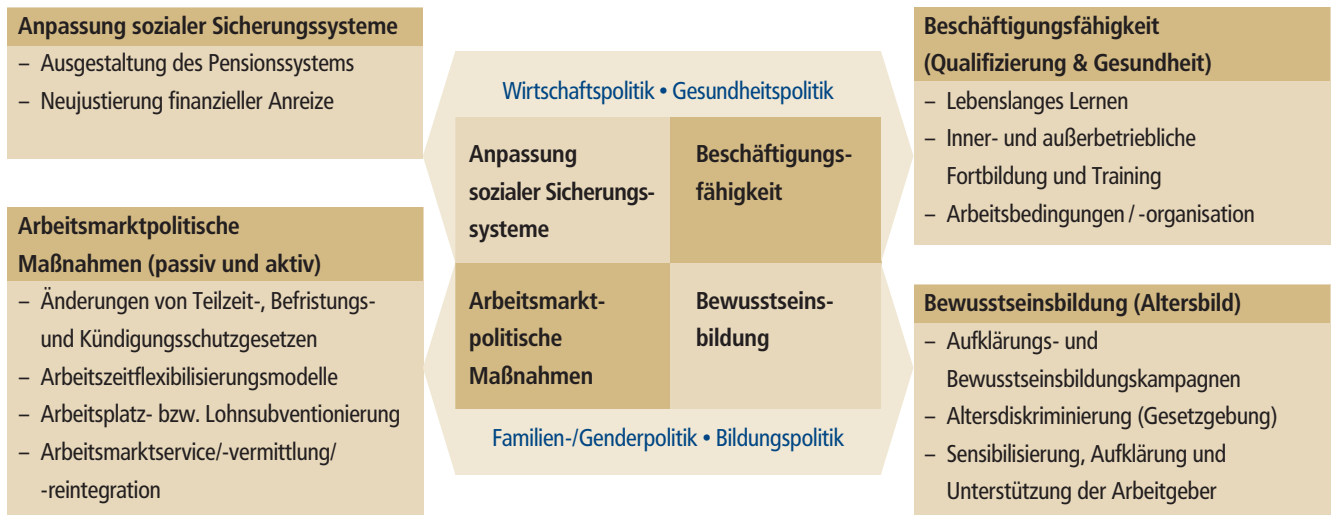 Anpassung sozialer Sicherungssysteme
– Ausgestaltung des Pensionssystems
– Neujustierung finanzieller Anreize
Arbeitsmarktpolitische
Maßnahmen (passiv und aktiv)
– Änderungen von Teilzeit-, Befristungs-
und Kündigungsschutzgesetzen
– Arbeitszeitflexibilisierungsmodelle
– Arbeitsplatz- bzw. Lohnsubventionierung
– Arbeitsmarktservice/-vermittlung/
-reintegration
Wirtschaftspolitik • Gesundheitspolitik
Anpassung
sozialer Sicherungs-
systeme
Beschäftigungs-
fähigkeit
Arbeitsmarkt-
politische
Maßnahmen
Bewusstseins-
bildung
Familien-/Genderpolitik • Bildungspolitik
Beschäftigungsfähigkeit
(Qualifizierung & Gesundheit)
– Lebenslanges Lernen
– Inner- und außerbetriebliche
Fortbildung und Training
– Arbeitsbedingungen / -organisation
Bewusstseinsbildung (Altersbild)
– Aufklärungs- und
Bewusstseinsbildungskampagnen
– Altersdiskriminierung (Gesetzgebung)
– Sensibilisierung, Aufklärung und
Unterstützung der Arbeitgeber